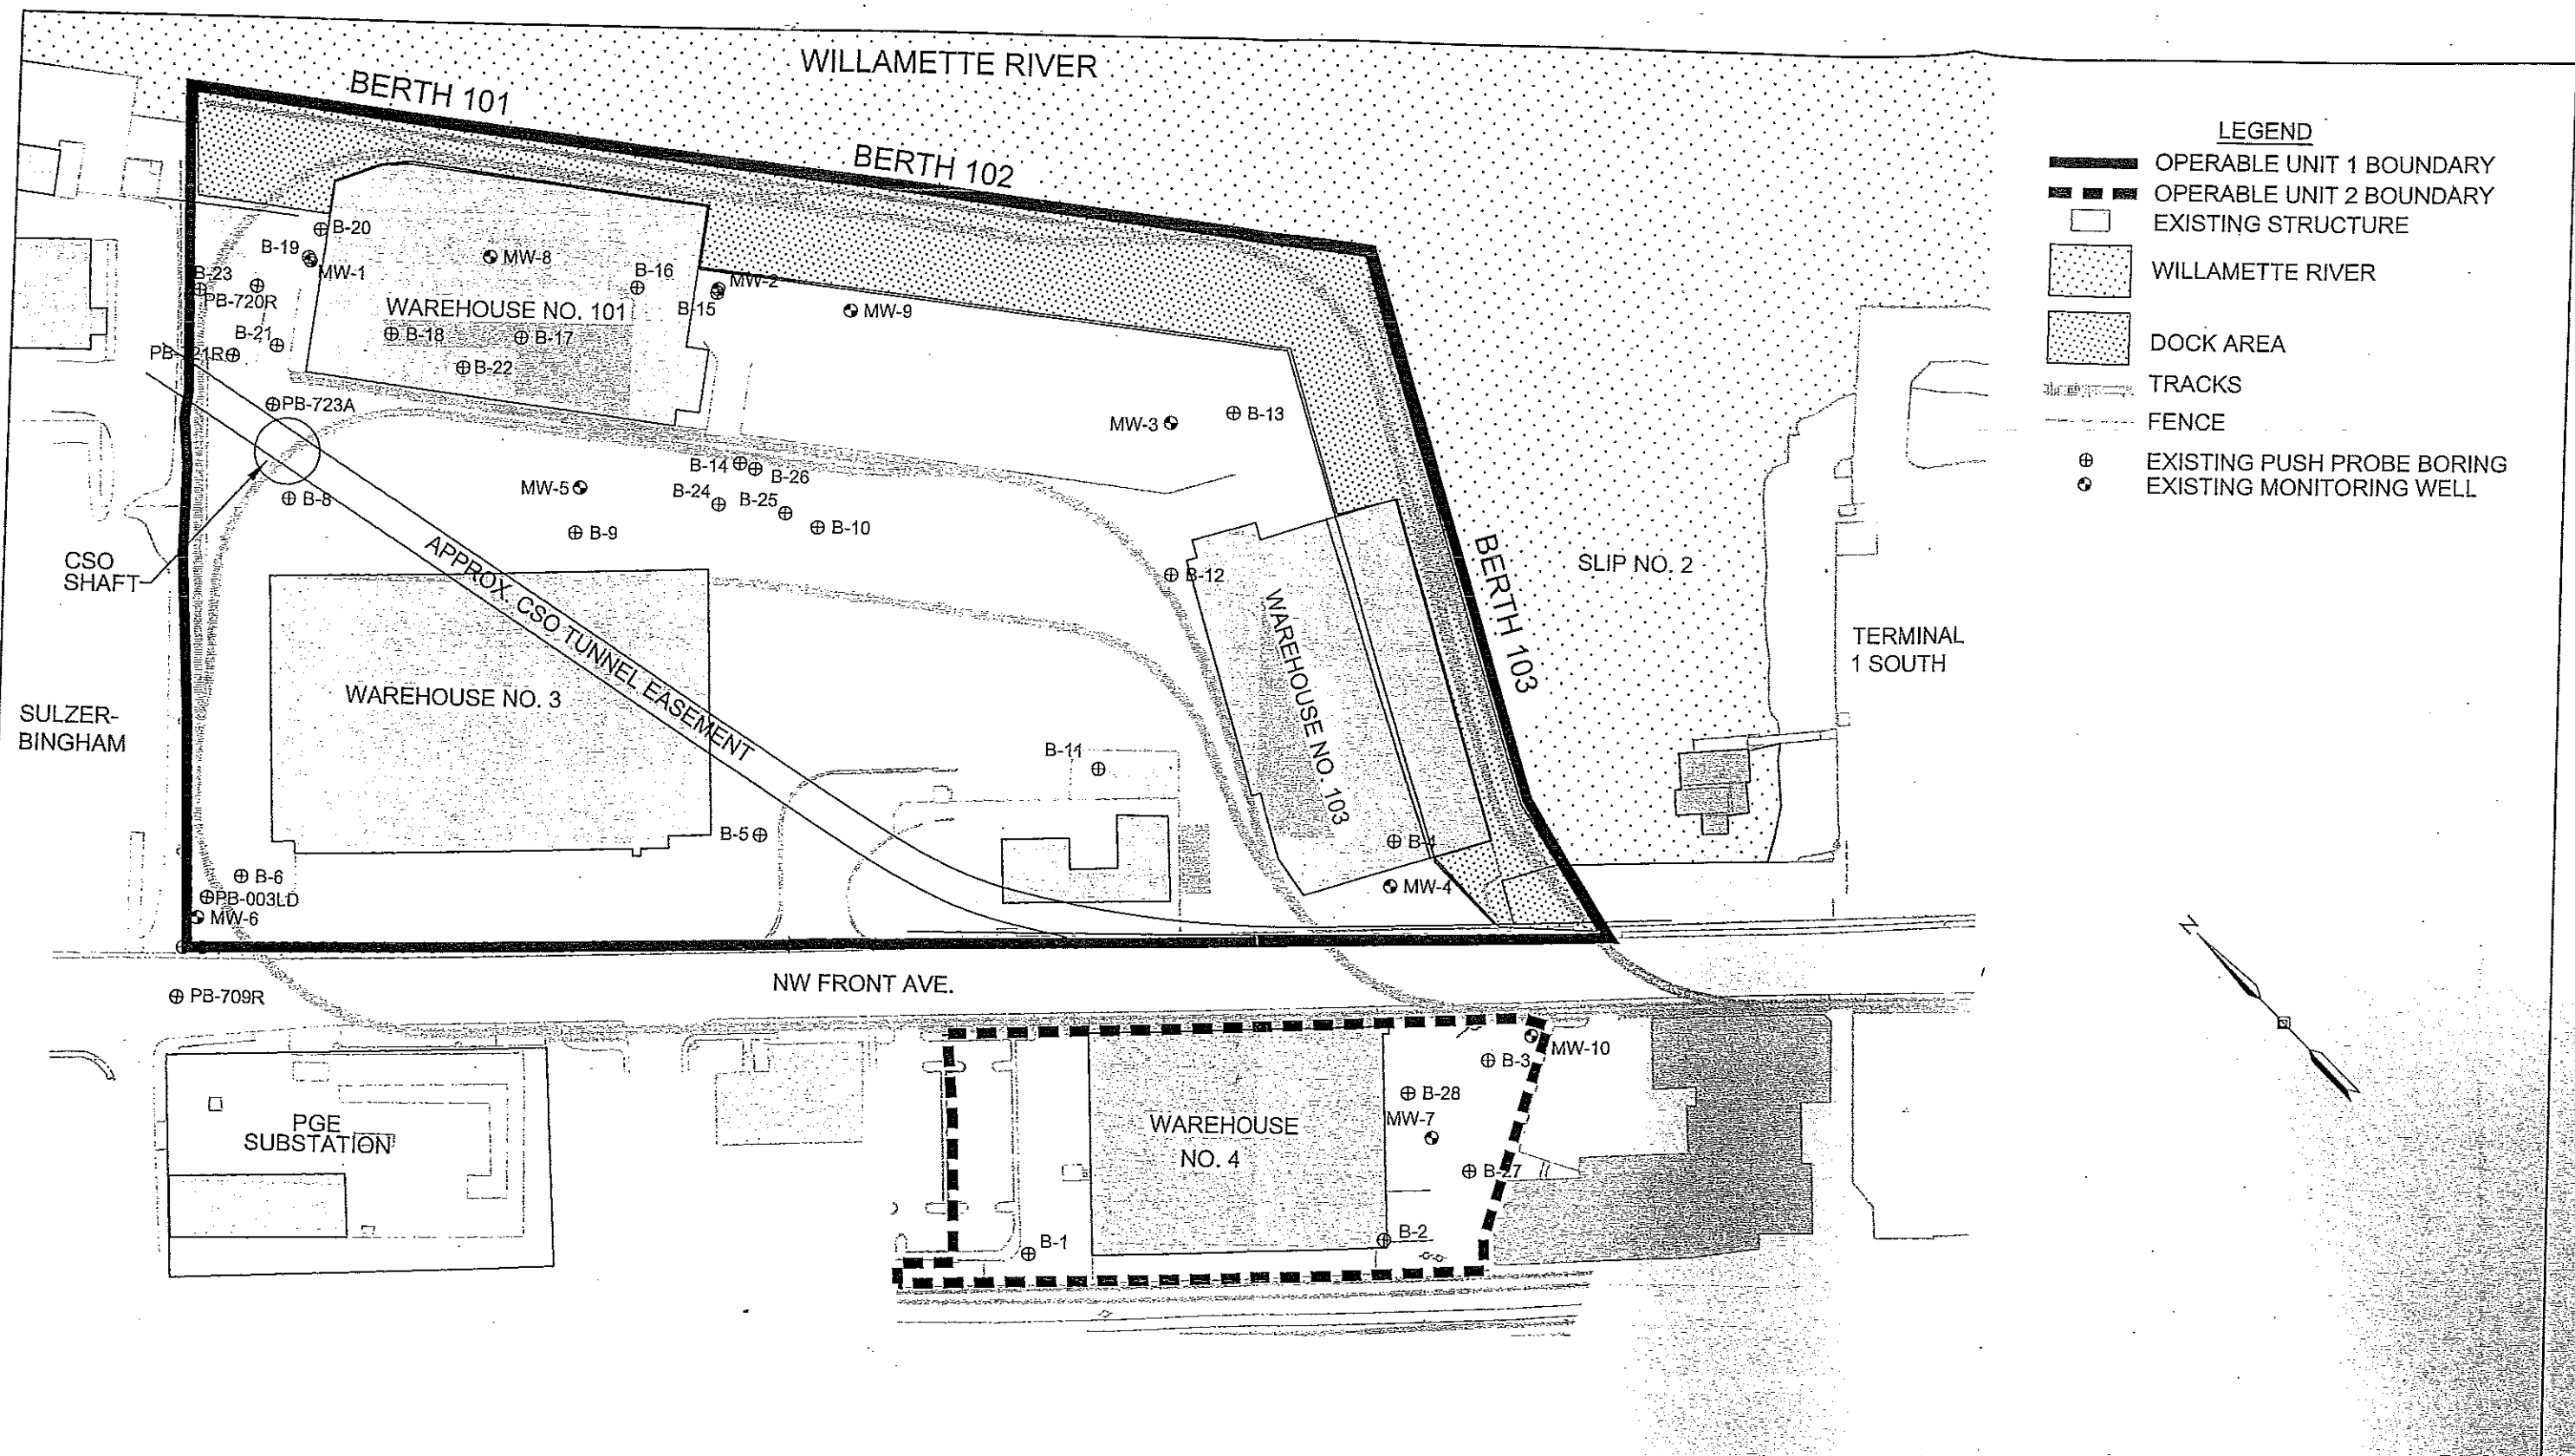 WILLAMETTE RIVER
BERTH 101
BERTH 102
LEGEND
OPERABLE UNIT 1 BOUNDARY
OPERABLE UNIT 2 BOUNDARY
EXISTING STRUCTURE
WILLAMETTE RIVER
DOCK AREA
TRACKS
FENCE
EXISTING PUSH PROBE BORING
EXISTING MONITORING WELL
B-20
B-19
MW-1
MW-8
B-23
PB-720R
B-16
MW-2
B-15
MW-9
WAREHOUSE NO. 101
B-21
B-18
B-17
B-22
PB-723A
MW-3
B-13
B-14
B-26
MW-5
B-24
B-25
B-8
B-9
B-10
CSO
SHAFT
APPROX. CSO TUNNEL EASEMENT
B-12
BERTH 103
SLIP NO. 2
WAREHOUSE NO. 103
TERMINAL
1 SOUTH
WAREHOUSE NO. 3
SULZER-
BINGHAM
B-11
B-5
B-4
B-6
PB-003LD
MW-6
MW-4
NW FRONT AVE.
PB-709R
N
MW-10
B-3
B-28
MW-7
PGE
SUBSTATION
WAREHOUSE
NO. 4
B-27
B-1
B-2